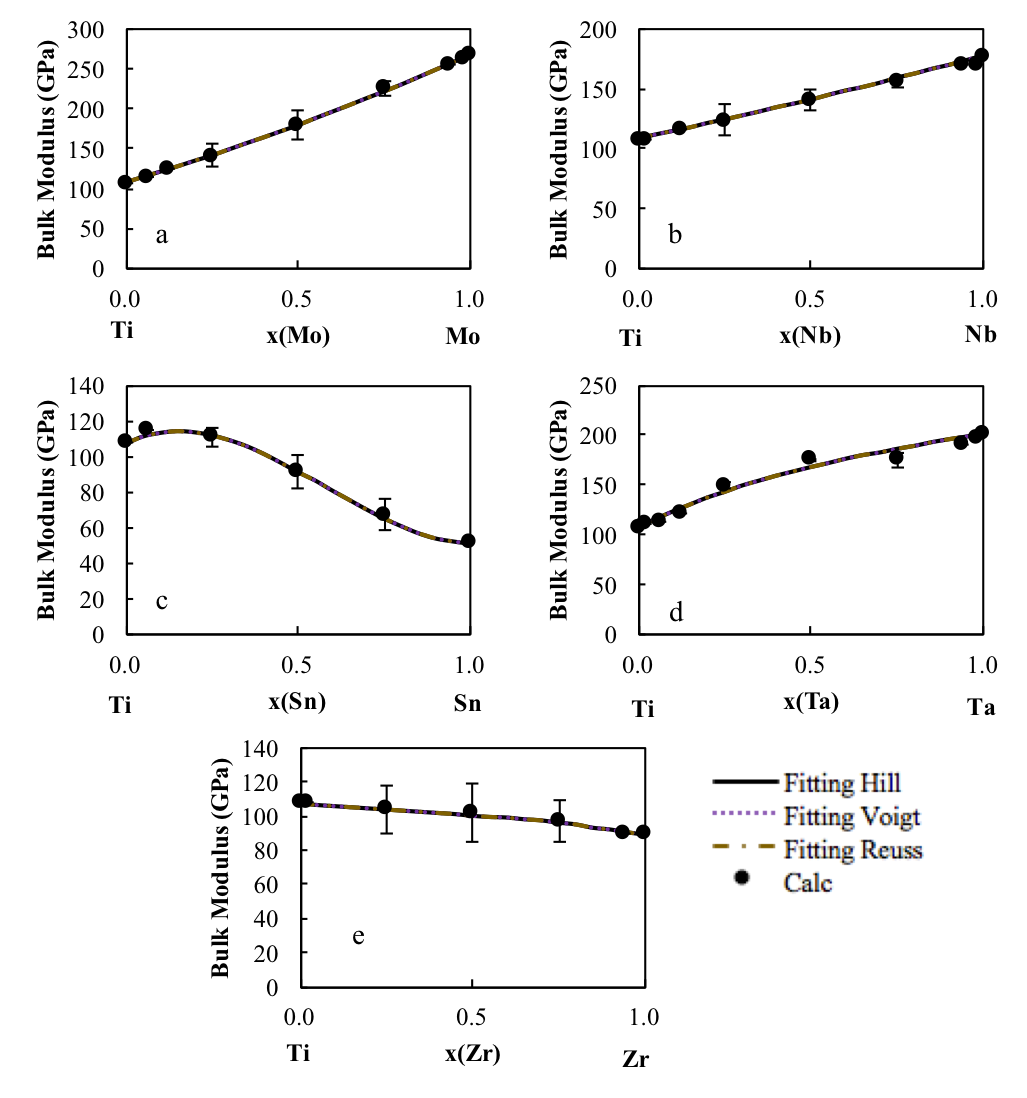 Bulk Modulus (GPa)
300
250
200
150
100
50
0
a
0.0
0.5
1.0
Ti
x(Mo)
Mo
Bulk Modulus (GPa)
200
150
100
50
0
b
0.0
0.5
1.0
Ti
x(Nb)
Nb
Bulk Modulus (GPa)
140
120
100
80
60
40
20
0
c
0.0
0.5
1.0
Ti
x(Sn)
Sn
Bulk Modulus (GPa)
250
200
150
100
50
0
d
0.0
0.5
1.0
Ti
x(Ta)
Ta
Bulk Modulus (GPa)
140
120
100
80
60
40
20
0
e
0.0
0.5
1.0
Ti
x(Zr)
Zr
Fitting Hill
Fitting Voigt
Fitting Reuss
Calc